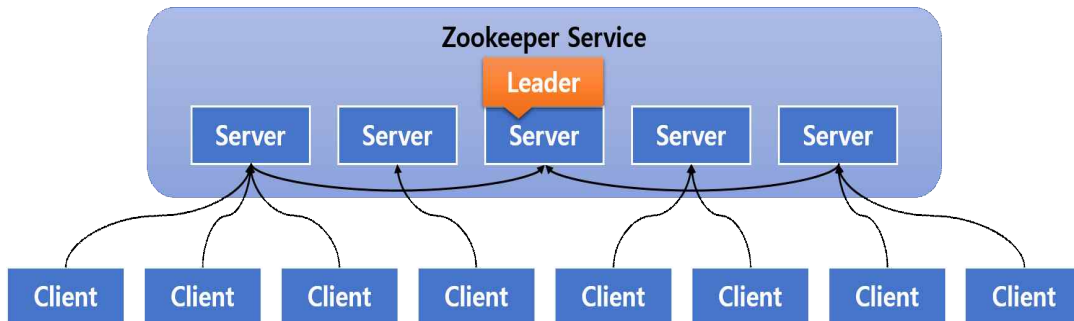 Zookeeper Service
Leader
Server Server Server Server Server
Client Client Client Client Client Client Client Client